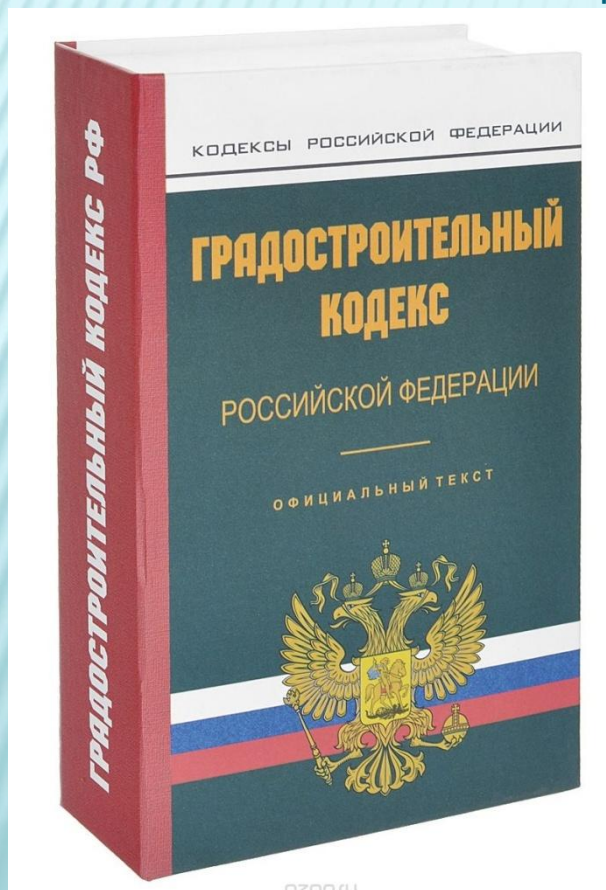 ГРАДОСТРОИТЕЛЬНЫЙ КОДЕКС РФ
КОДЕКСЫ РОССИЙСКОЙ ФЕДЕРАЦИИ
ГРАДОСТРОИТЕЛЬНЫЙ
КОДЕКС
РОССИЙСКОЙ ФЕДЕРАЦИИ
ОФИЦИАЛЬНЫЙ ТЕКСТ